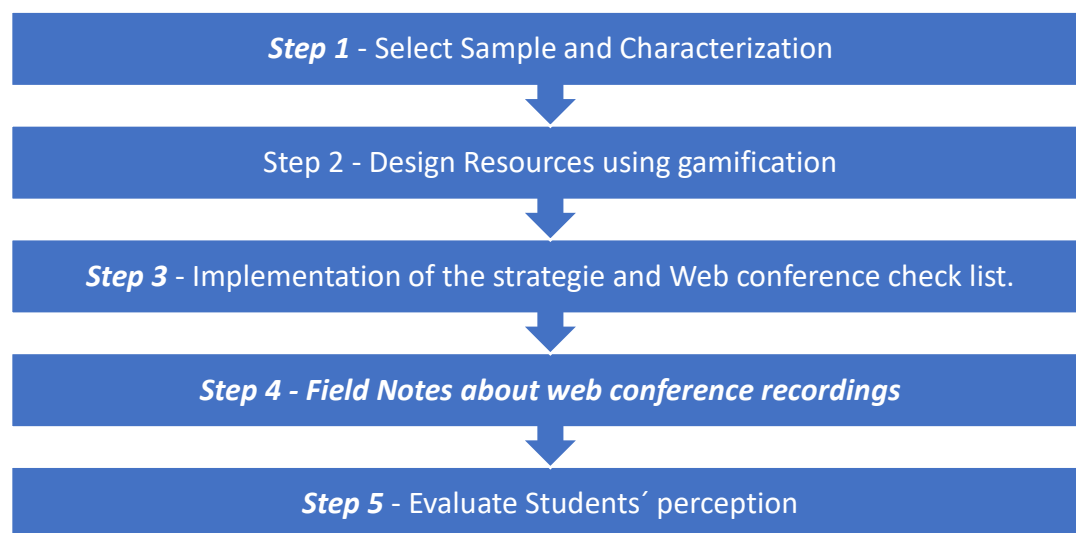 Step 1 - Select Sample and Characterization
Step 2 - Design Resources using gamification
Step 3 - Implementation of the strategie and Web conference check list.
Step 4 - Field Notes about web conference recordings
Step 5 - Evaluate Students´ perception